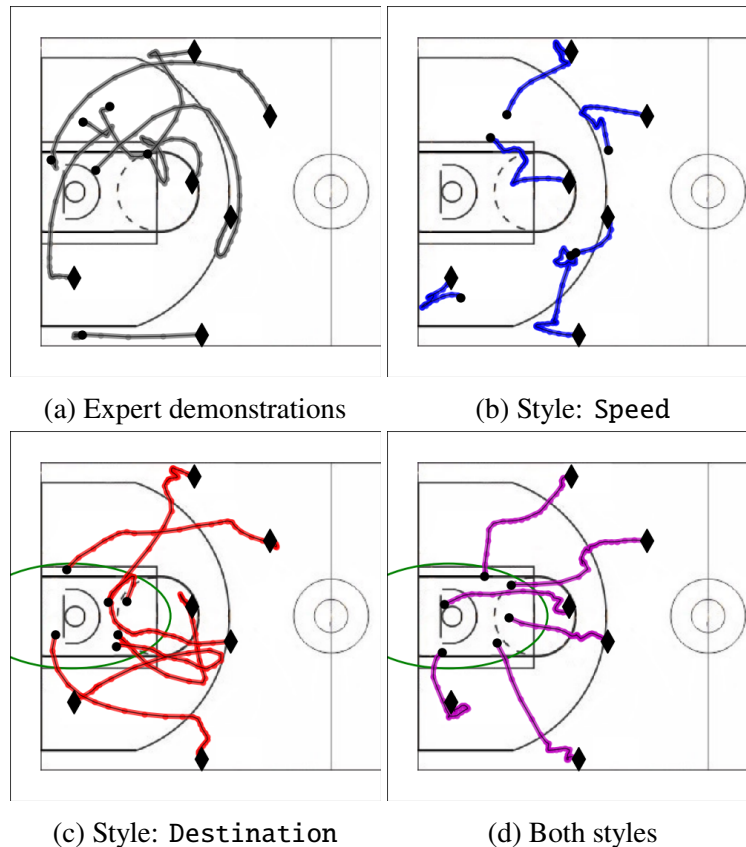 (a) Expert demonstrations
(b) Style: Speed
(c) Style: Destination
(d) Both styles